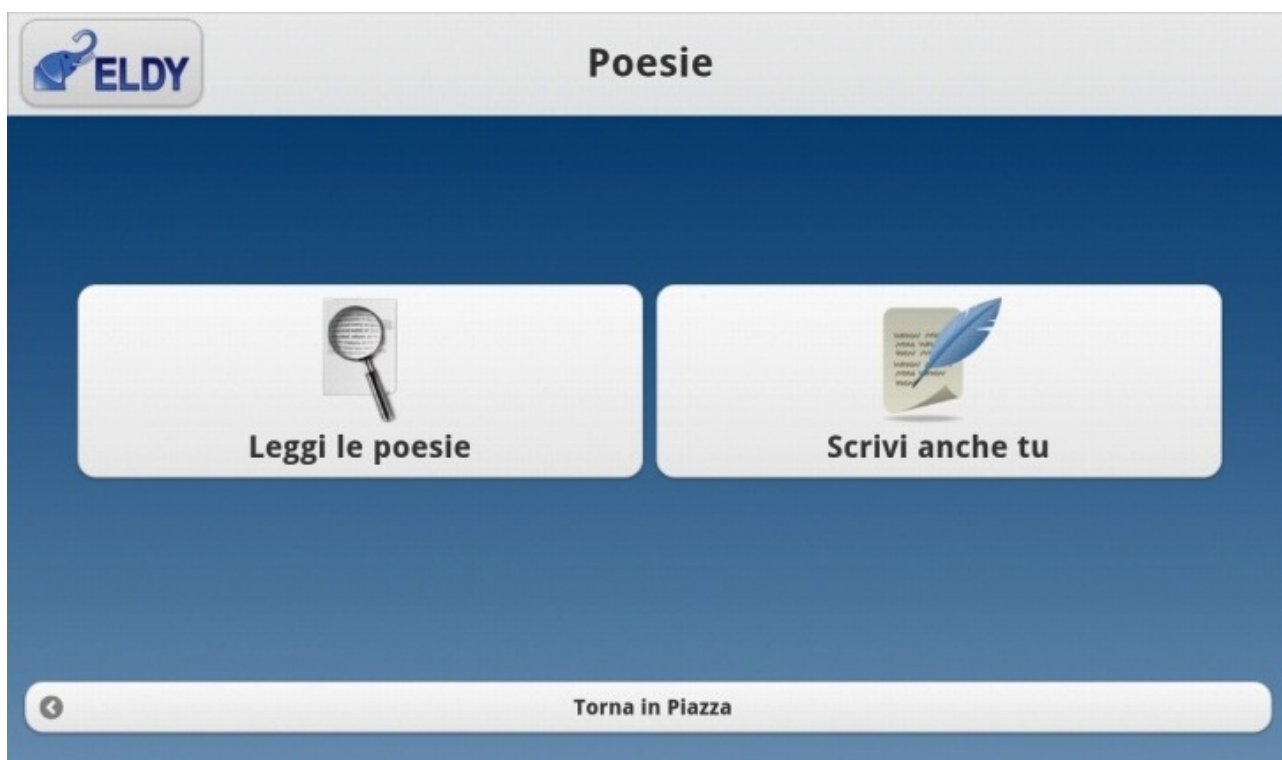 ELDY
Poesie
Leggi le poesie
Scrivi anche tu
Torna in Piazza